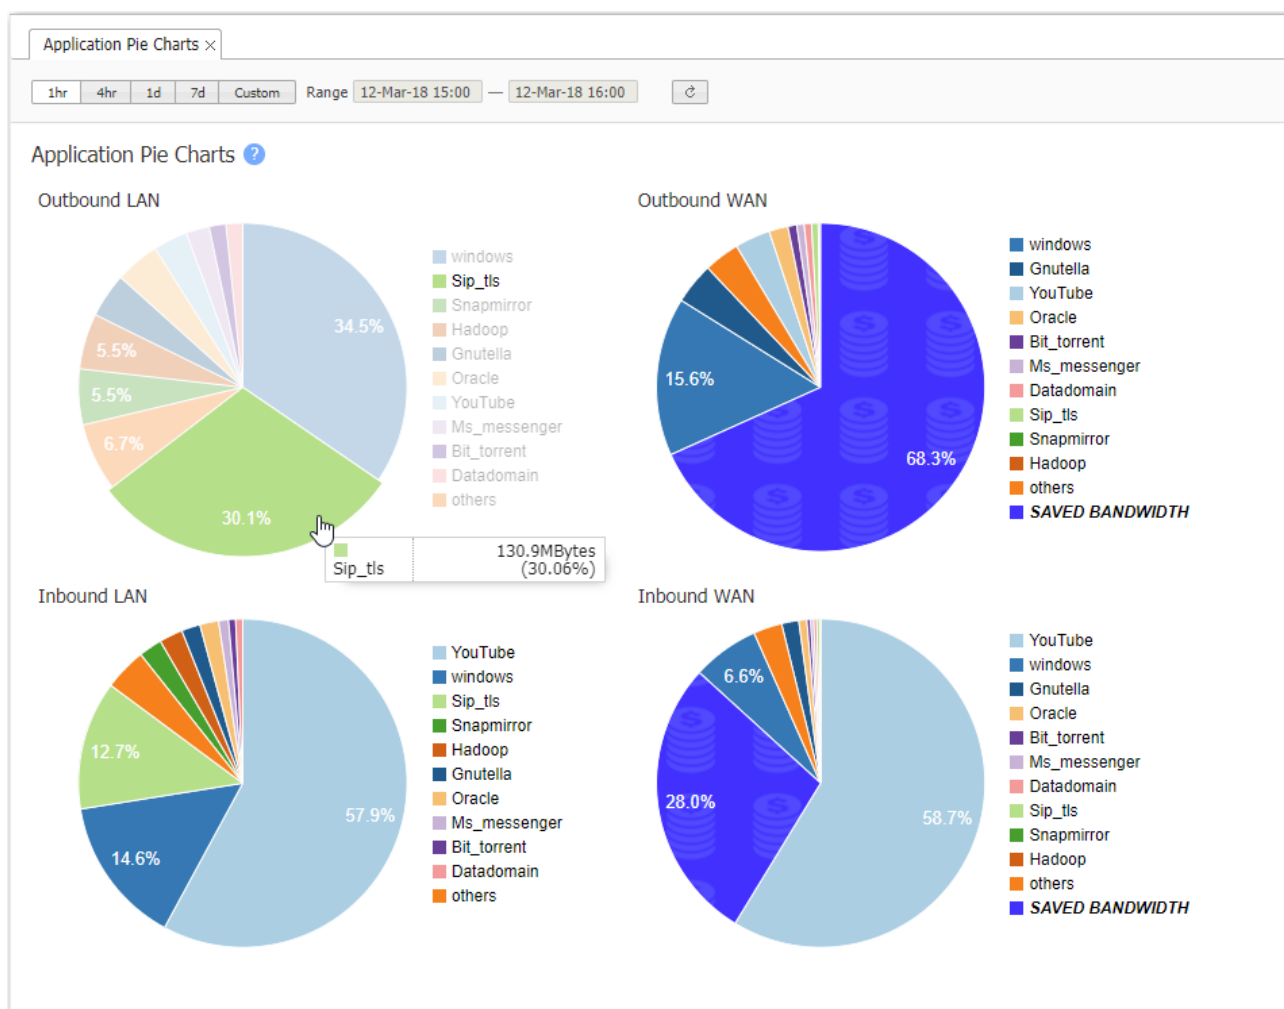 Application Pie Charts ×
1hr 4hr 1d 7d Custom Range 12-Mar-18 15:00 — 12-Mar-18 16:00
Application Pie Charts ?
Outbound LAN
34.5%
5.5%
5.5%
6.7%
30.1%
windows
Sip_tls
Snapmirror
Hadoop
Gnutella
Oracle
YouTube
Ms_messenger
Bit_torrent
Datadomain
others
130.9MBytes
Sip_tls (30.06%)
Outbound WAN
15.6%
68.3%
windows
Gnutella
YouTube
Oracle
Bit_torrent
Ms_messenger
Datadomain
Sip_tls
Snapmirror
Hadoop
others
SAVED BANDWIDTH
Inbound LAN
12.7%
57.9%
14.6%
YouTube
windows
Sip_tls
Snapmirror
Hadoop
Gnutella
Oracle
Ms_messenger
Bit_torrent
Datadomain
others
Inbound WAN
6.6%
28.0%
58.7%
YouTube
windows
Gnutella
Oracle
Bit_torrent
Ms_messenger
Datadomain
Sip_tls
Snapmirror
Hadoop
others
SAVED BANDWIDTH